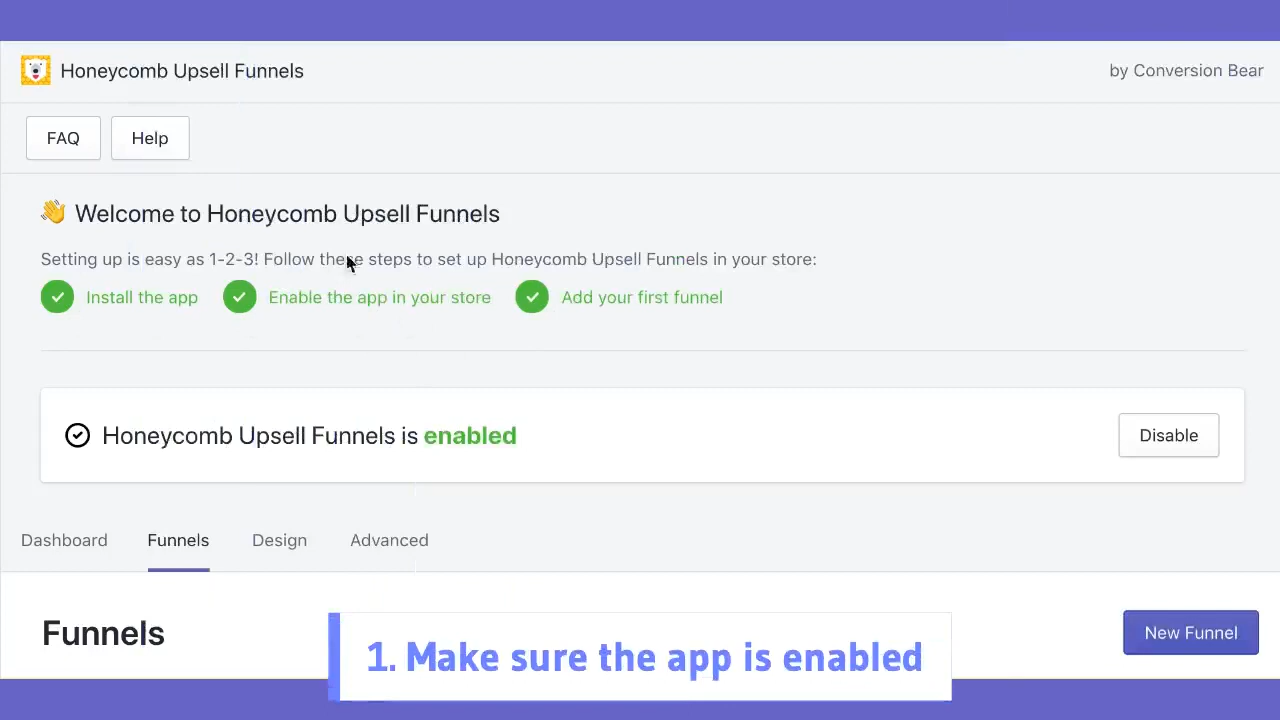 Honeycomb Upsell Funnels
by Conversion Bear
FAQ
Help
👋 Welcome to Honeycomb Upsell Funnels
Setting up is easy as 1-2-3! Follow these steps to set up Honeycomb Upsell Funnels in your store:
Install the app
Enable the app in your store
Add your first funnel
Honeycomb Upsell Funnels is enabled
Disable
Dashboard
Funnels
Design
Advanced
Funnels
New Funnel
1. Make sure the app is enabled